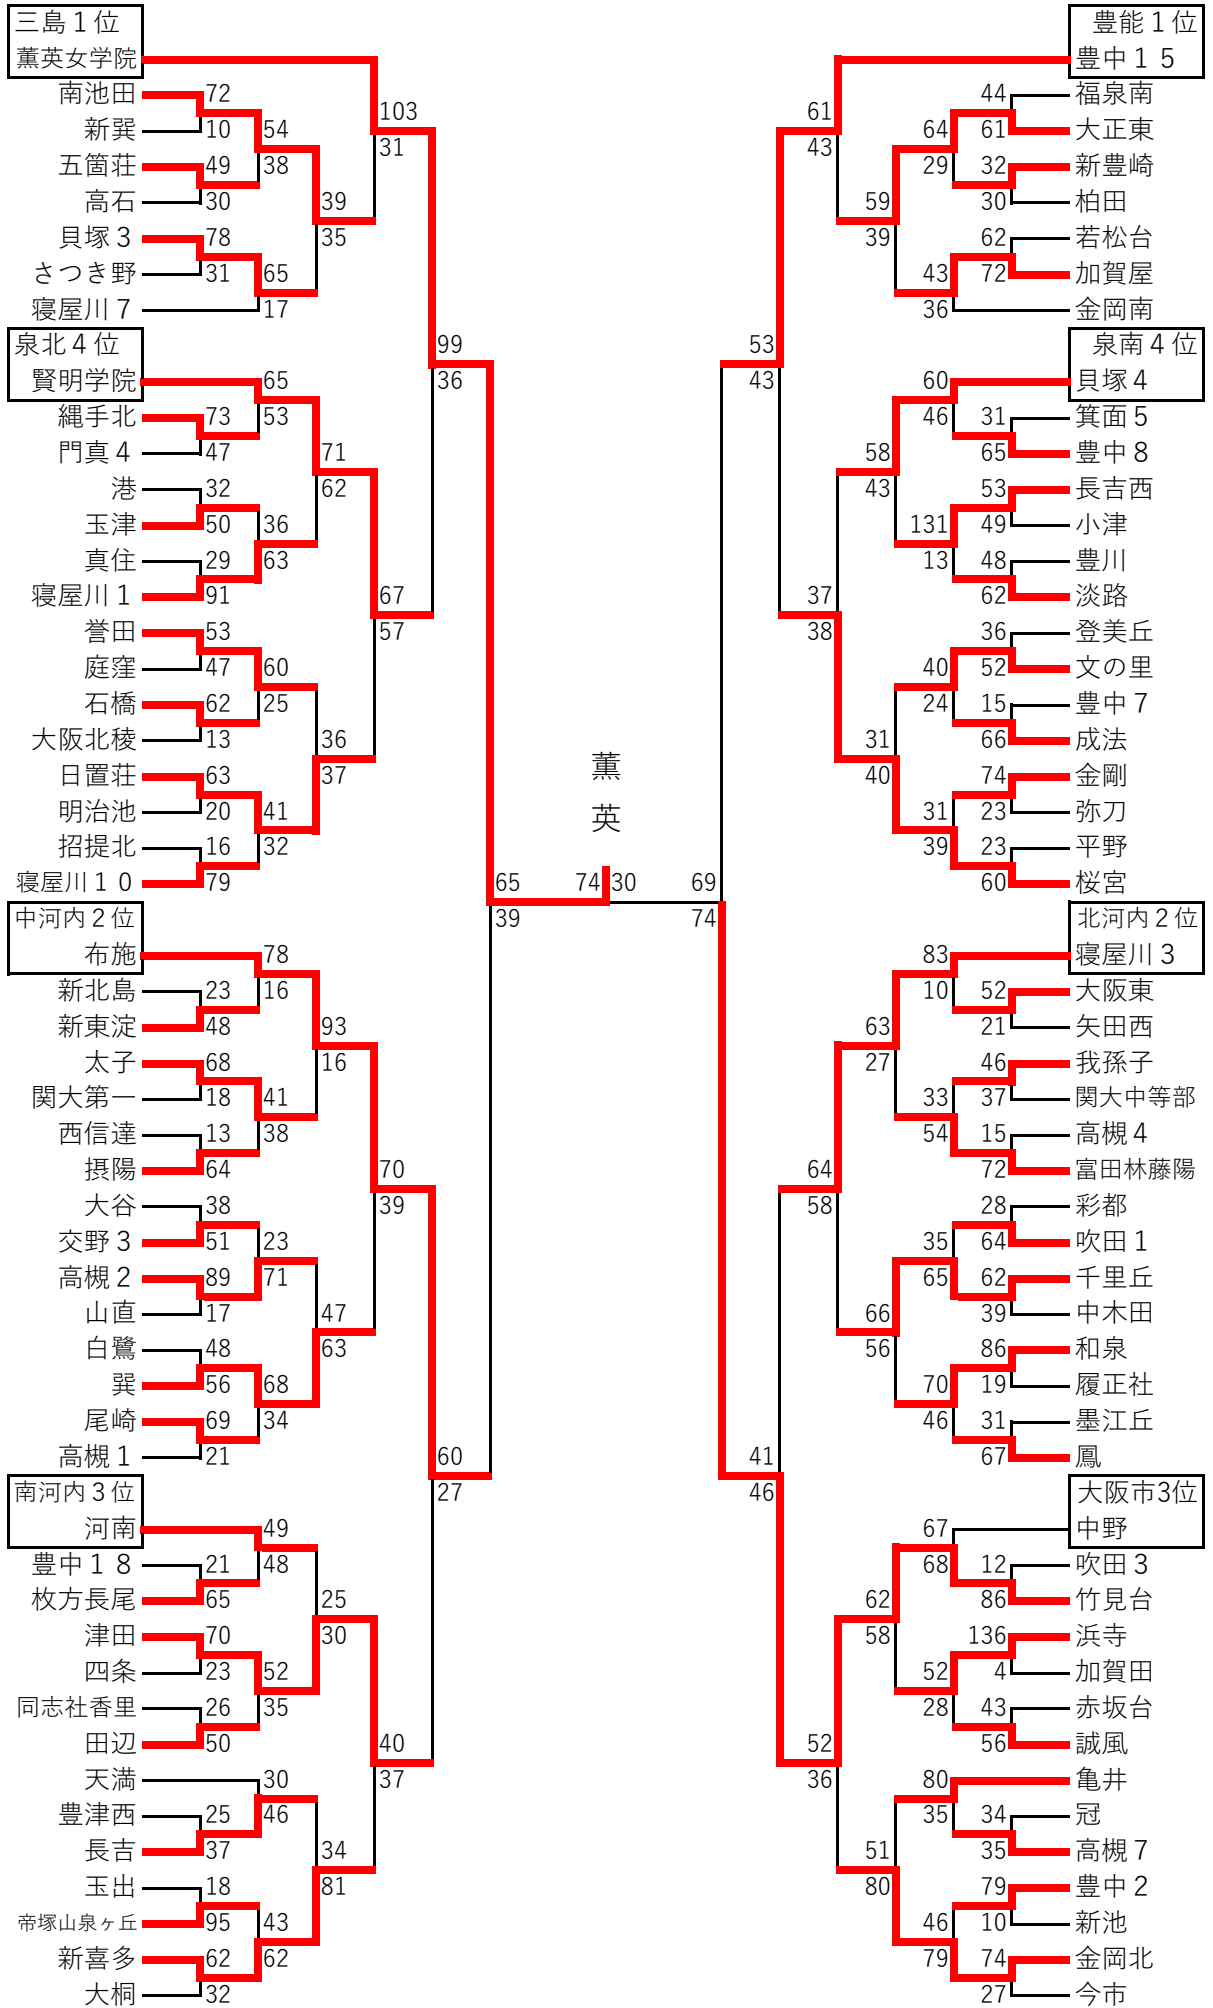 三島１位
薫英女学院
南池田
新巽
五箇荘
高石
貝塚３
さつき野
寝屋川７
泉北４位
賢明学院
縄手北
門真４
港
玉津
真住
寝屋川１
誉田
庭窪
石橋
大阪北稜
日置荘
明治池
招提北
寝屋川１０
中河内２位
布施
新北島
新東淀
太子
関大第一
西信達
摂陽
大谷
交野３
高槻２
山直
白鷺
巽
尾崎
高槻１
南河内３位
河南
豊中１８
枚方長尾
津田
四条
同志社香里
田辺
天満
豊津西
長吉
玉出
帝塚山泉ヶ丘
新喜多
大桐
72
10
49
30
78
31
73
47
32
50
29
91
53
47
62
13
63
20
16
79
23
48
68
18
13
64
38
51
89
17
48
56
69
21
21
65
70
23
26
50
25
37
18
95
62
32
54
38
65
17
65
53
36
63
60
25
41
32
78
16
41
38
23
71
68
34
49
48
52
35
30
46
43
62
39
35
71
62
36
37
93
16
47
63
25
30
34
81
103
31
67
57
70
39
40
37
99
36
60
27
65
39
薫
英
74 30
69
74
53
43
41
46
61
43
37
38
64
58
52
36
59
39
58
43
31
40
63
27
66
56
62
58
51
80
64
29
43
36
60
46
131
13
40
24
31
39
83
10
33
54
35
65
70
46
67
68
52
28
80
35
46
79
44
61
32
30
62
72
31
65
53
49
48
62
36
52
15
66
74
23
23
60
52
21
46
37
15
72
28
64
62
39
86
19
31
67
12
86
136
4
43
56
34
35
79
10
74
27
豊能１位
豊中１５
福泉南
大正東
新豊崎
柏田
若松台
加賀屋
金岡南
泉南４位
貝塚４
箕面５
豊中８
長吉西
小津
豊川
淡路
登美丘
文の里
豊中７
成法
金剛
弥刀
平野
桜宮
北河内２位
寝屋川３
大阪東
矢田西
我孫子
関大中等部
高槻４
富田林藤陽
彩都
吹田１
千里丘
中木田
和泉
履正社
墨江丘
鳳
大阪市3位
中野
吹田３
竹見台
浜寺
加賀田
赤坂台
誠風
亀井
冠
高槻７
豊中２
新池
金岡北
今市